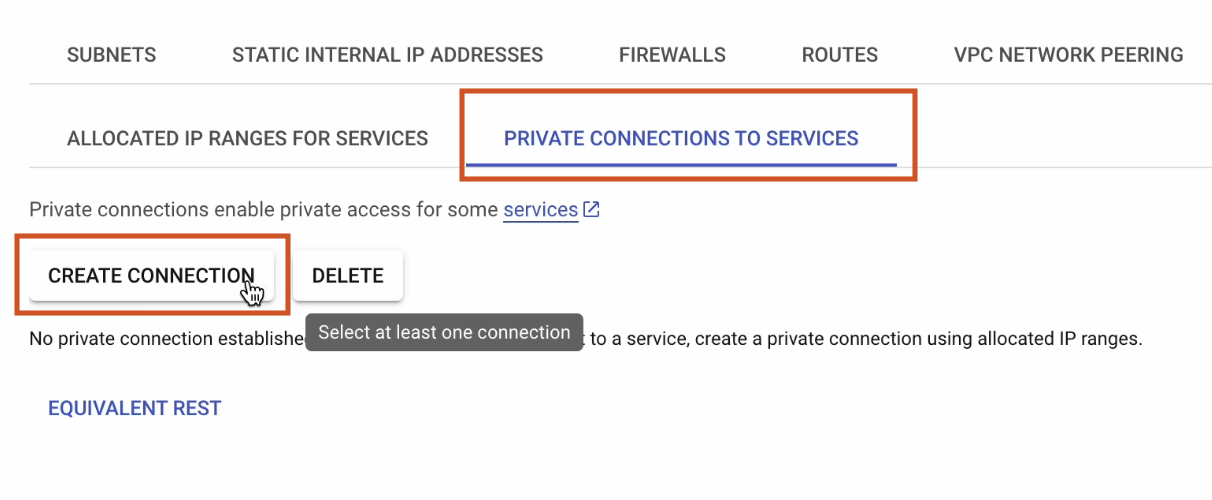 SUBNETS STATIC INTERNAL IP ADDRESSES FIREWALLS ROUTES VPC NETWORK PEERING
ALLOCATED IP RANGES FOR SERVICES PRIVATE CONNECTIONS TO SERVICES
Private connections enable private access for some services
CREATE CONNECTION DELETE
Select at least one connection
No private connection established to a service, create a private connection using allocated IP ranges.
EQUIVALENT REST